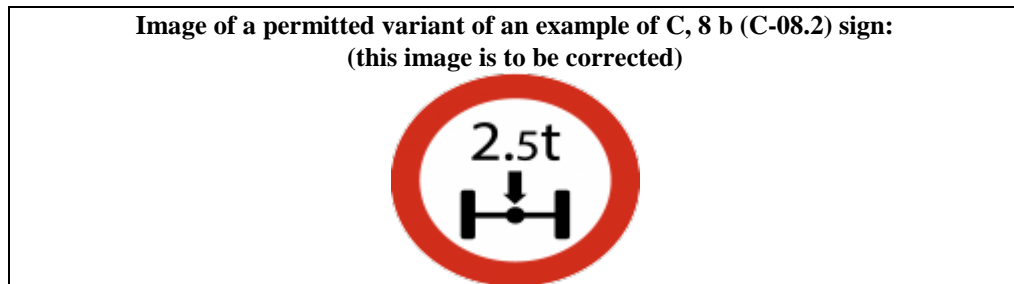 Image of a permitted variant of an example of C, 8 b (C-08.2) sign:
(this image is to be corrected)
2.5t